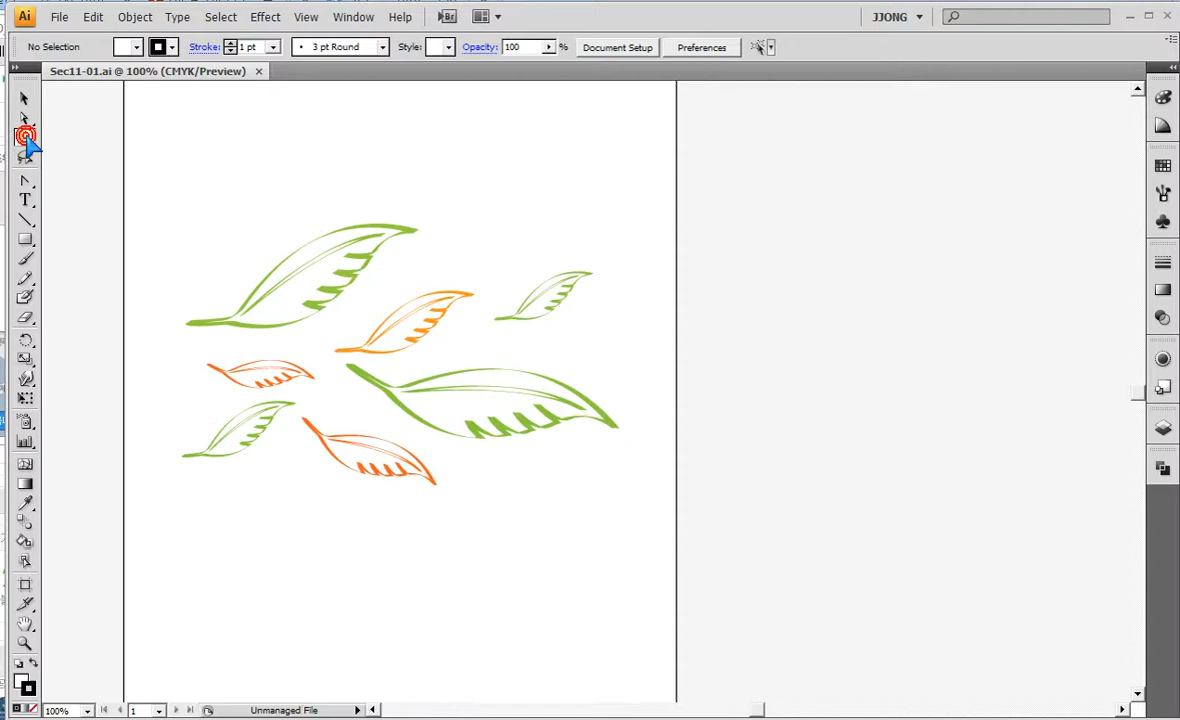 Ai File Edit Object Type Select Effect View Window Help Br JJONG
No Selection Stroke: 1 pt 3 pt Round Style: Opacity: 100 % Document Setup Preferences
Sec11-01.ai @ 100% (CMYK/Preview) ×
T
100% 1 Unmanaged File